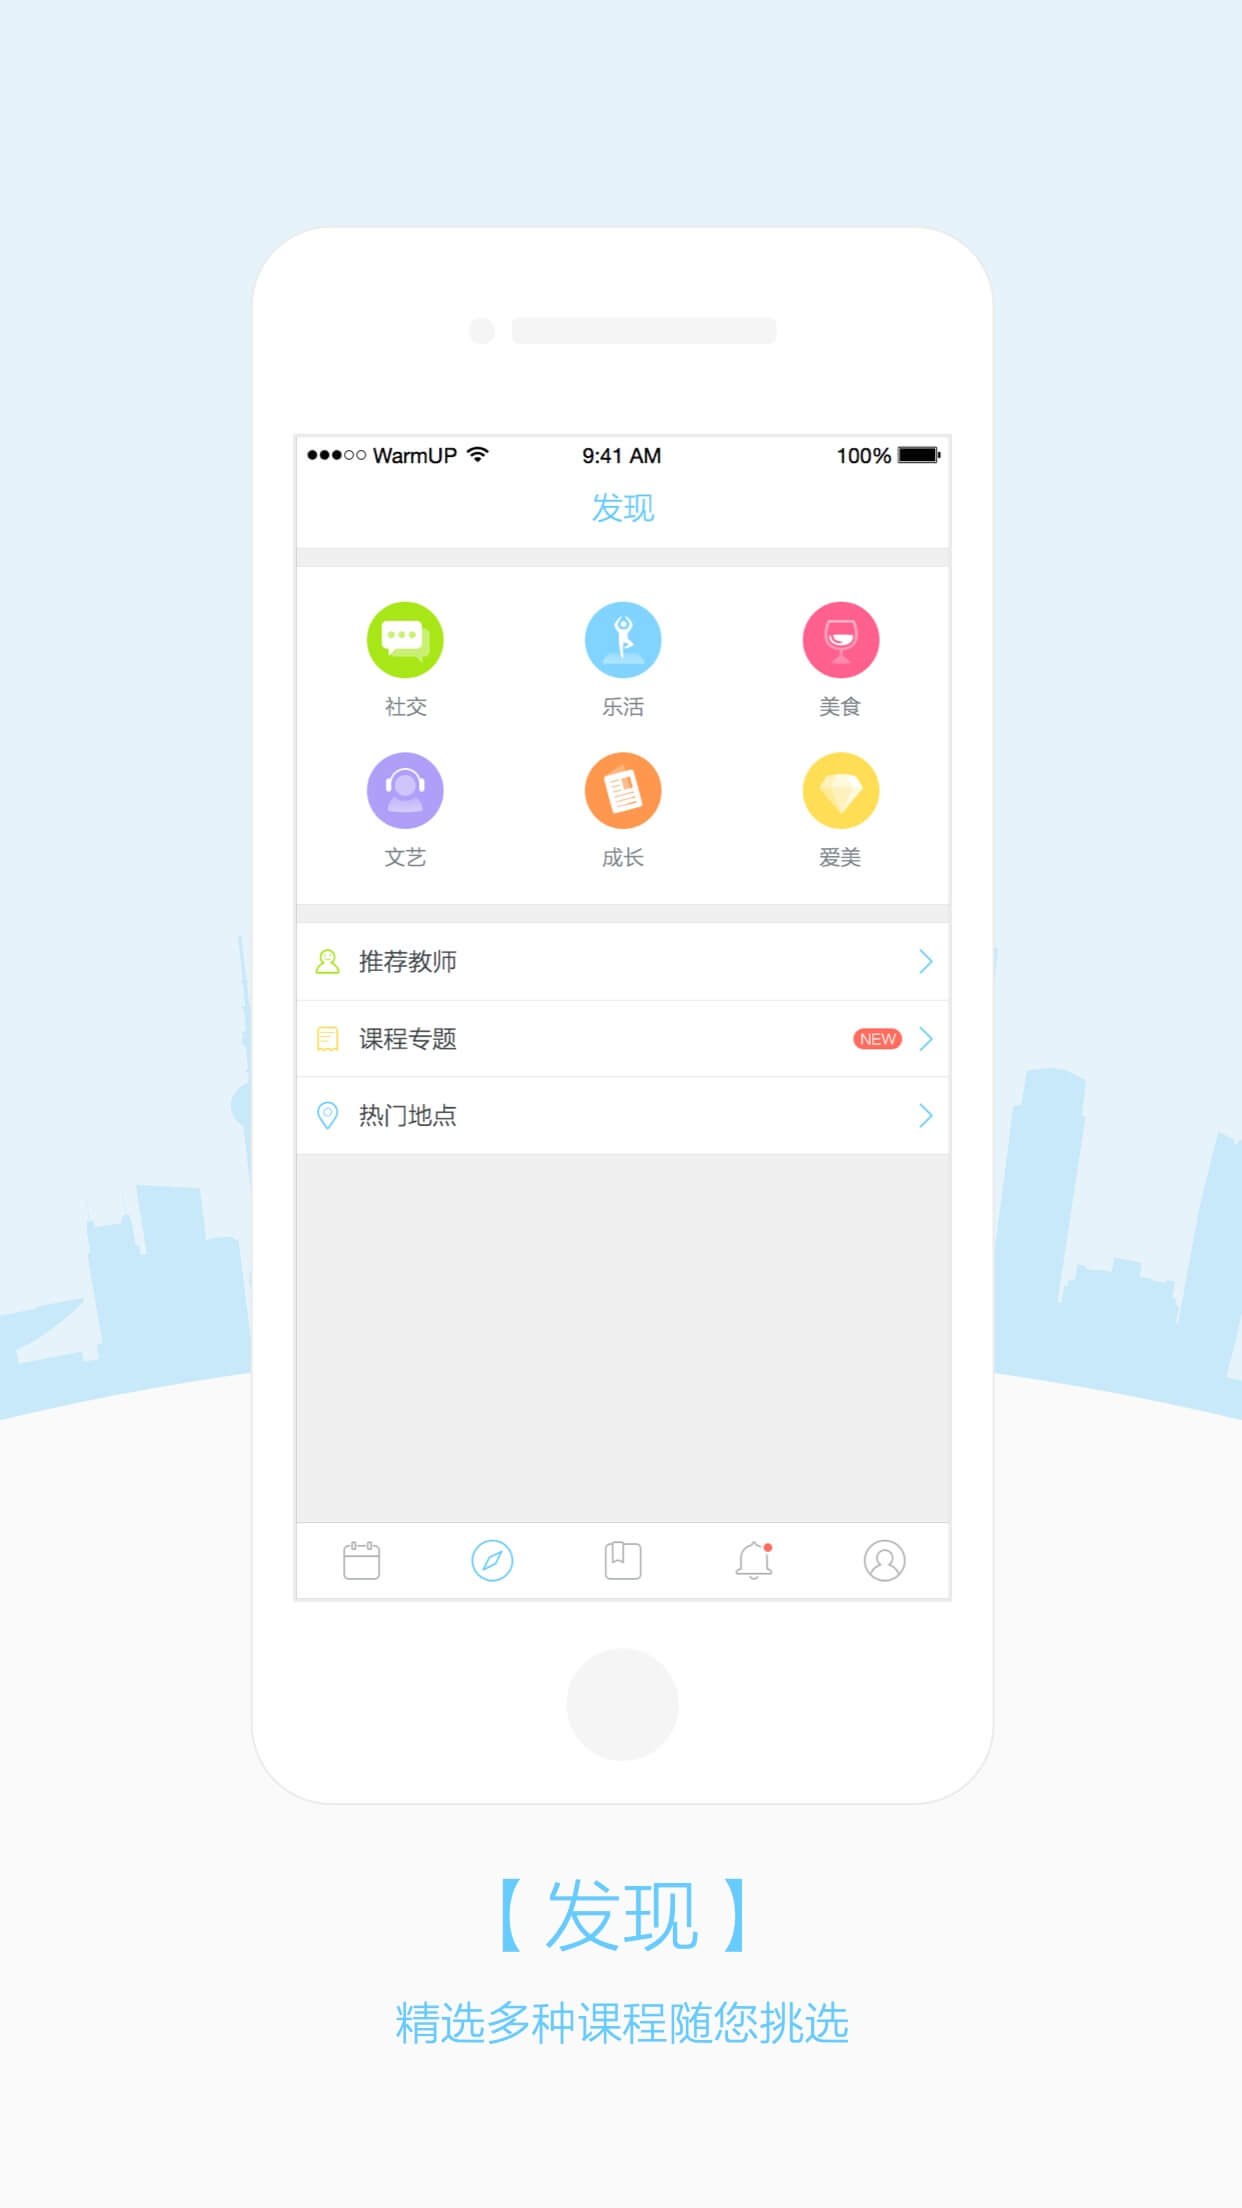 WarmUP 9:41 AM 100%
发现
社交 乐活 美食
文艺 成长 爱美
推荐教师
课程专题 NEW
热门地点
【发现】
精选多种课程随您挑选